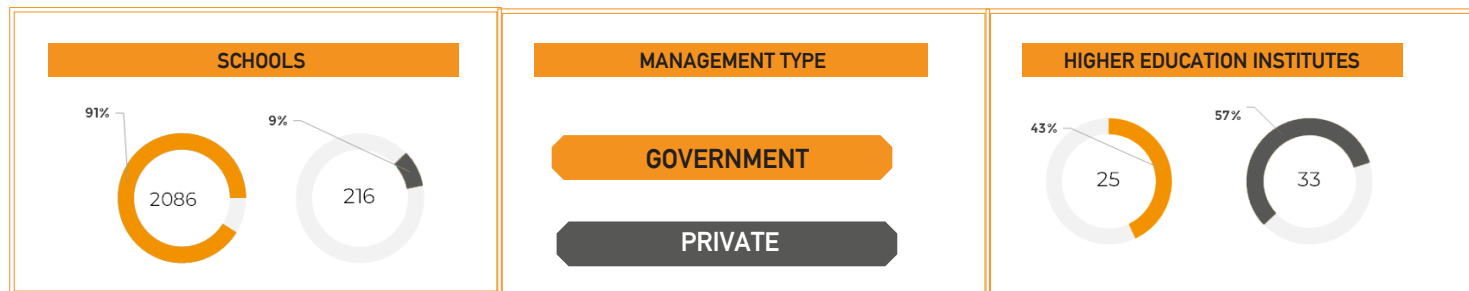 SCHOOLS
91%
9%
2086
216
MANAGEMENT TYPE
GOVERNMENT
PRIVATE
HIGHER EDUCATION INSTITUTES
43%
57%
25
33